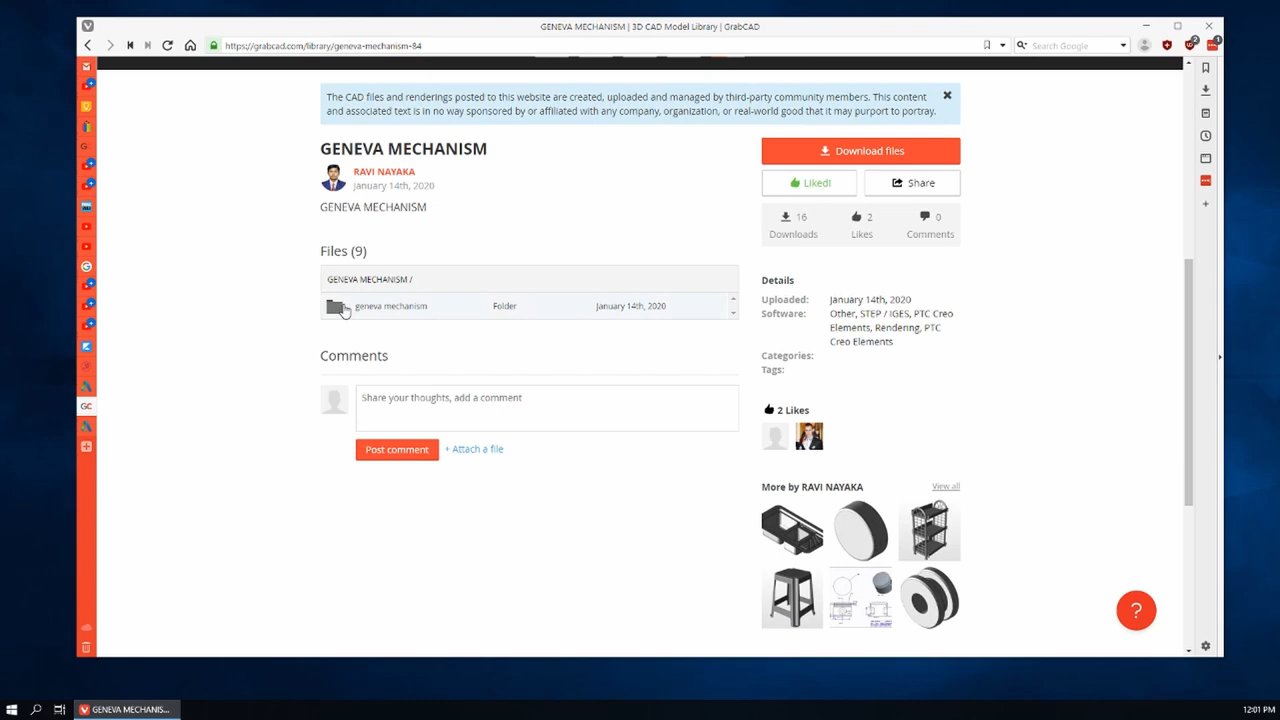 GENEVA MECHANISM | 3D CAD Model Library | GrabCAD
https://grabcad.com/library/geneva-mechanism-84
Search Google
2
1
The CAD files and renderings posted to this website are created, uploaded and managed by third-party community members. This content
and associated text is in no way sponsored by or affiliated with any company, organization, or real-world good that it may purport to portray.
GENEVA MECHANISM
RAVI NAYAKA
January 14th, 2020
GENEVA MECHANISM
Download files
Liked!
Share
16
2
0
Downloads
Likes
Comments
Files (9)
GENEVA MECHANISM /
geneva mechanism
Folder
January 14th, 2020
Comments
Share your thoughts, add a comment
Post comment
+ Attach a file
Details
Uploaded:
January 14th, 2020
Software:
Other, STEP / IGES, PTC Creo
Elements, Rendering, PTC
Creo Elements
Categories:
Tags:
2 Likes
More by RAVI NAYAKA
View all
?
GC
GENEVA MECHANIS...
12:01 PM